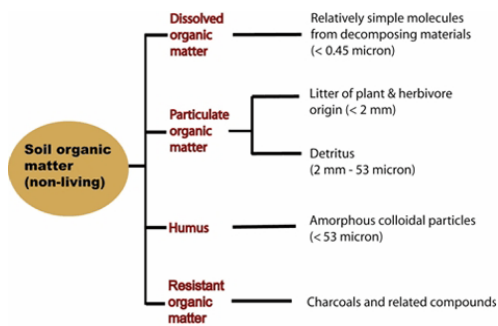 Soil organic
matter
(non-living)
Dissolved
organic
matter
Relatively simple molecules
from decomposing materials
(< 0.45 micron)
Particulate
organic
matter
Litter of plant & herbivore
origin (< 2 mm)
Detritus
(2 mm - 53 micron)
Humus
Amorphous colloidal particles
(< 53 micron)
Resistant
organic
matter
Charcoals and related compounds